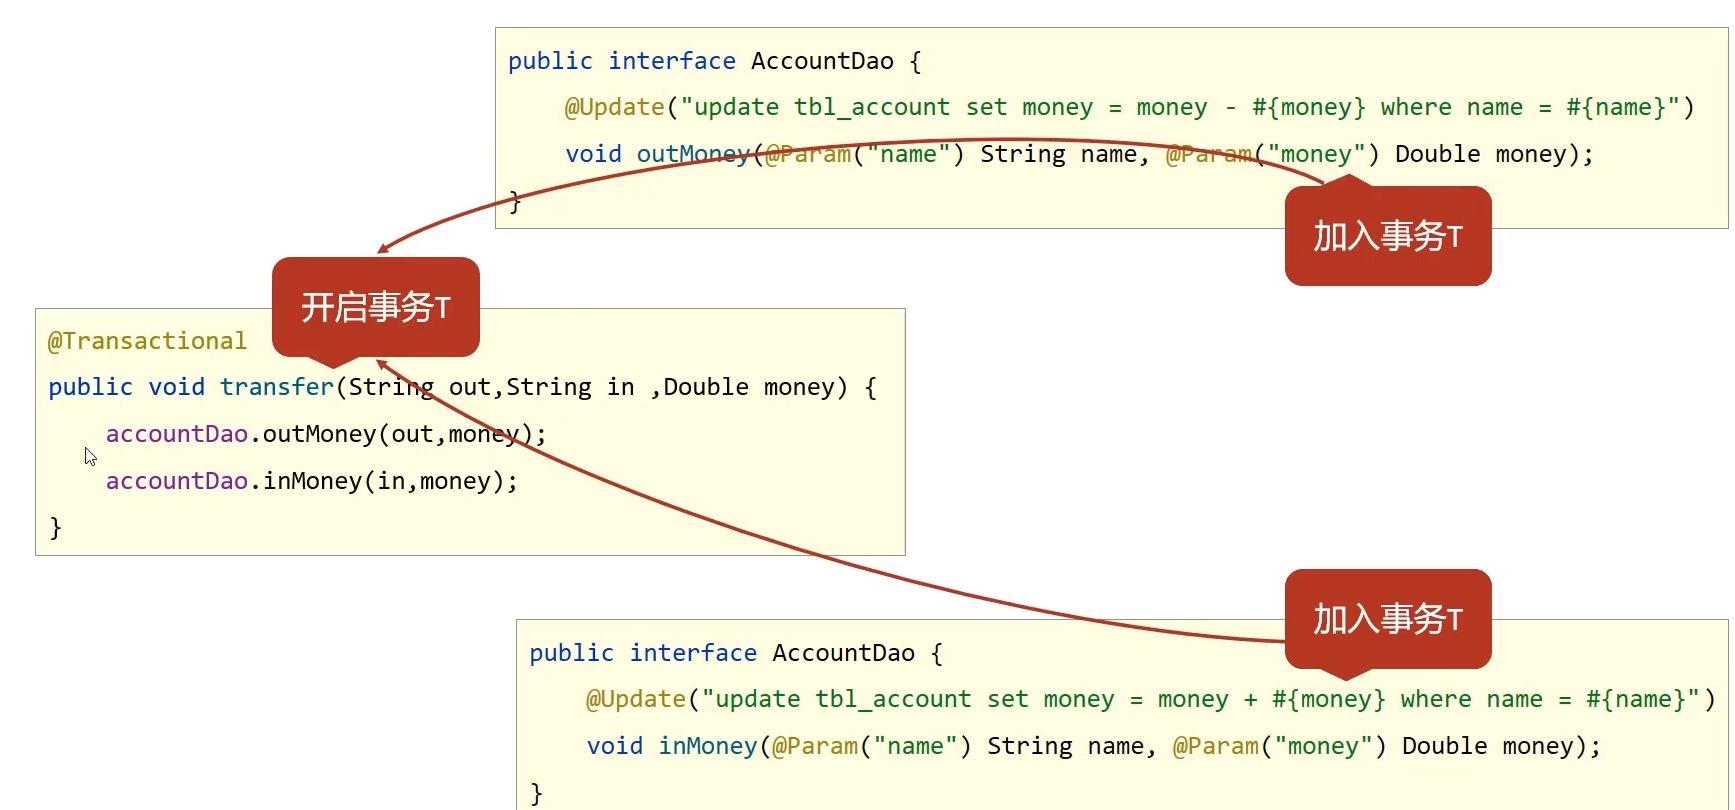 public interface AccountDao {
@Update("update tbl_account set money = money - #{money} where name = #{name}")
void outMoney(@Param("name") String name, @Param("money") Double money);
}
加入事务T
开启事务T
@Transactional
public void transfer(String out,String in ,Double money) {
accountDao.outMoney(out,money);
accountDao.inMoney(in,money);
}
加入事务T
public interface AccountDao {
@Update("update tbl_account set money = money + #{money} where name = #{name}")
void inMoney(@Param("name") String name, @Param("money") Double money);
}